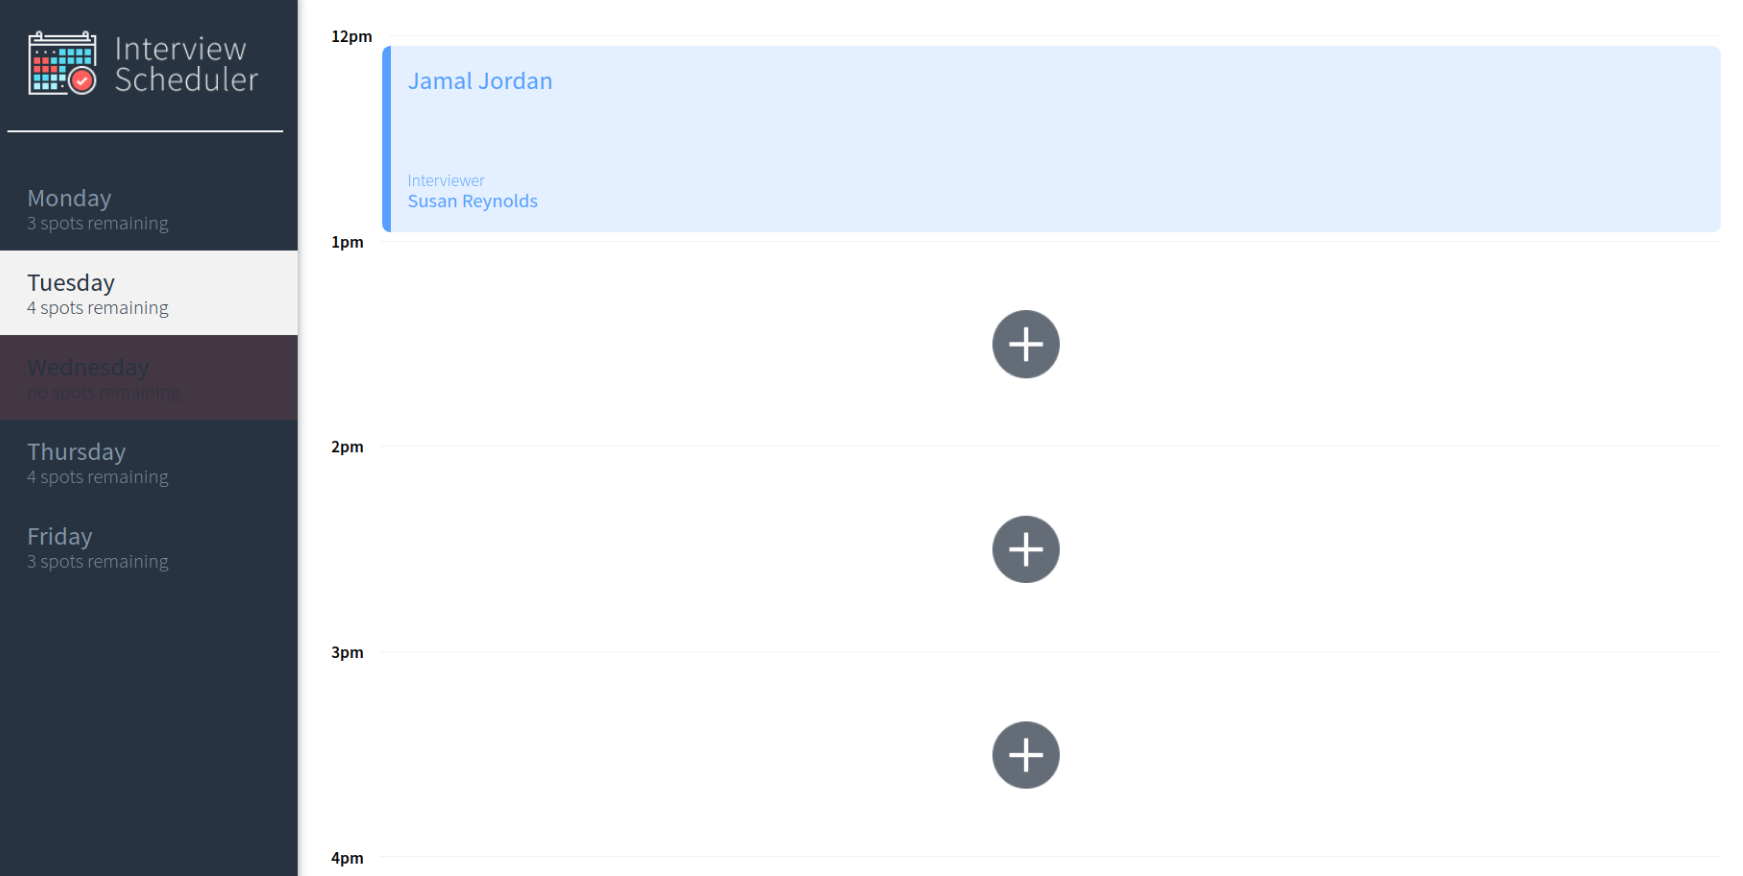 Interview
Scheduler
Monday
3 spots remaining
Tuesday
4 spots remaining
Wednesday
no spots remaining
Thursday
4 spots remaining
Friday
3 spots remaining
12pm
Jamal Jordan
Interviewer
Susan Reynolds
1pm
2pm
3pm
4pm